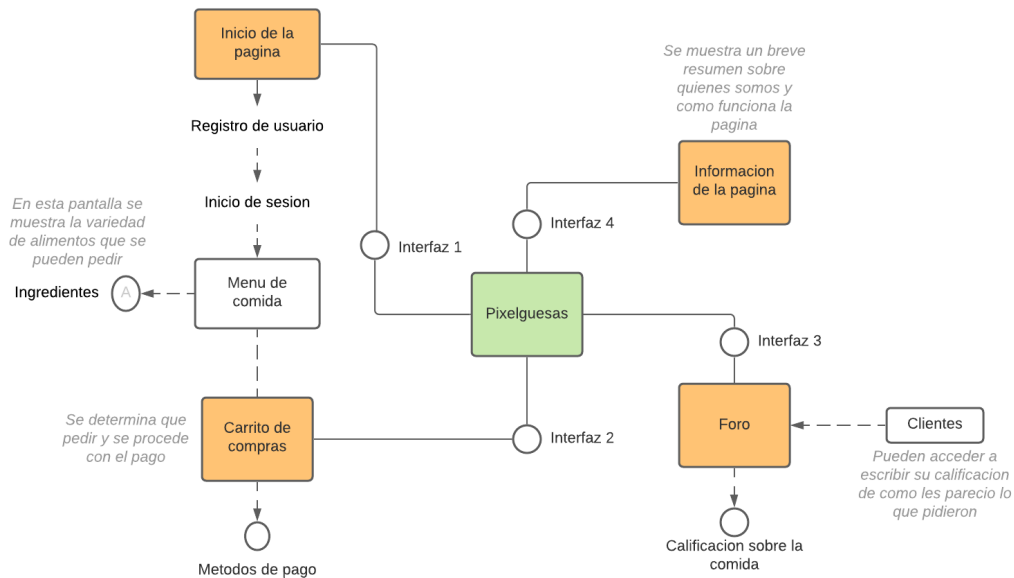 Inicio de la
pagina
Registro de usuario
Inicio de sesion
En esta pantalla se
muestra la variedad
de alimentos que se
pueden pedir
Ingredientes
A
Menu de
comida
Se determina que
pedir y se procede
con el pago
Carrito de
compras
Metodos de pago
Interfaz 1
Interfaz 4
Pixelguesas
Interfaz 2
Se muestra un breve
resumen sobre
quienes somos y
como funciona la
pagina
Informacion
de la pagina
Interfaz 3
Foro
Clientes
Pueden acceder a
escribir su calificacion
de como les parecio lo
que pidieron
Calificacion sobre la
comida